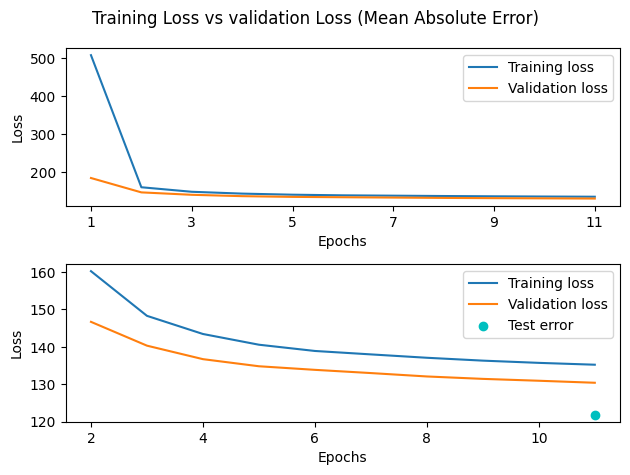 Training Loss vs validation Loss (Mean Absolute Error)
500
400
300
200
Loss
Training loss
Validation loss
1 3 5 7 9 11
Epochs
160
150
140
130
120
Loss
Training loss
Validation loss
Test error
2 4 6 8 10
Epochs